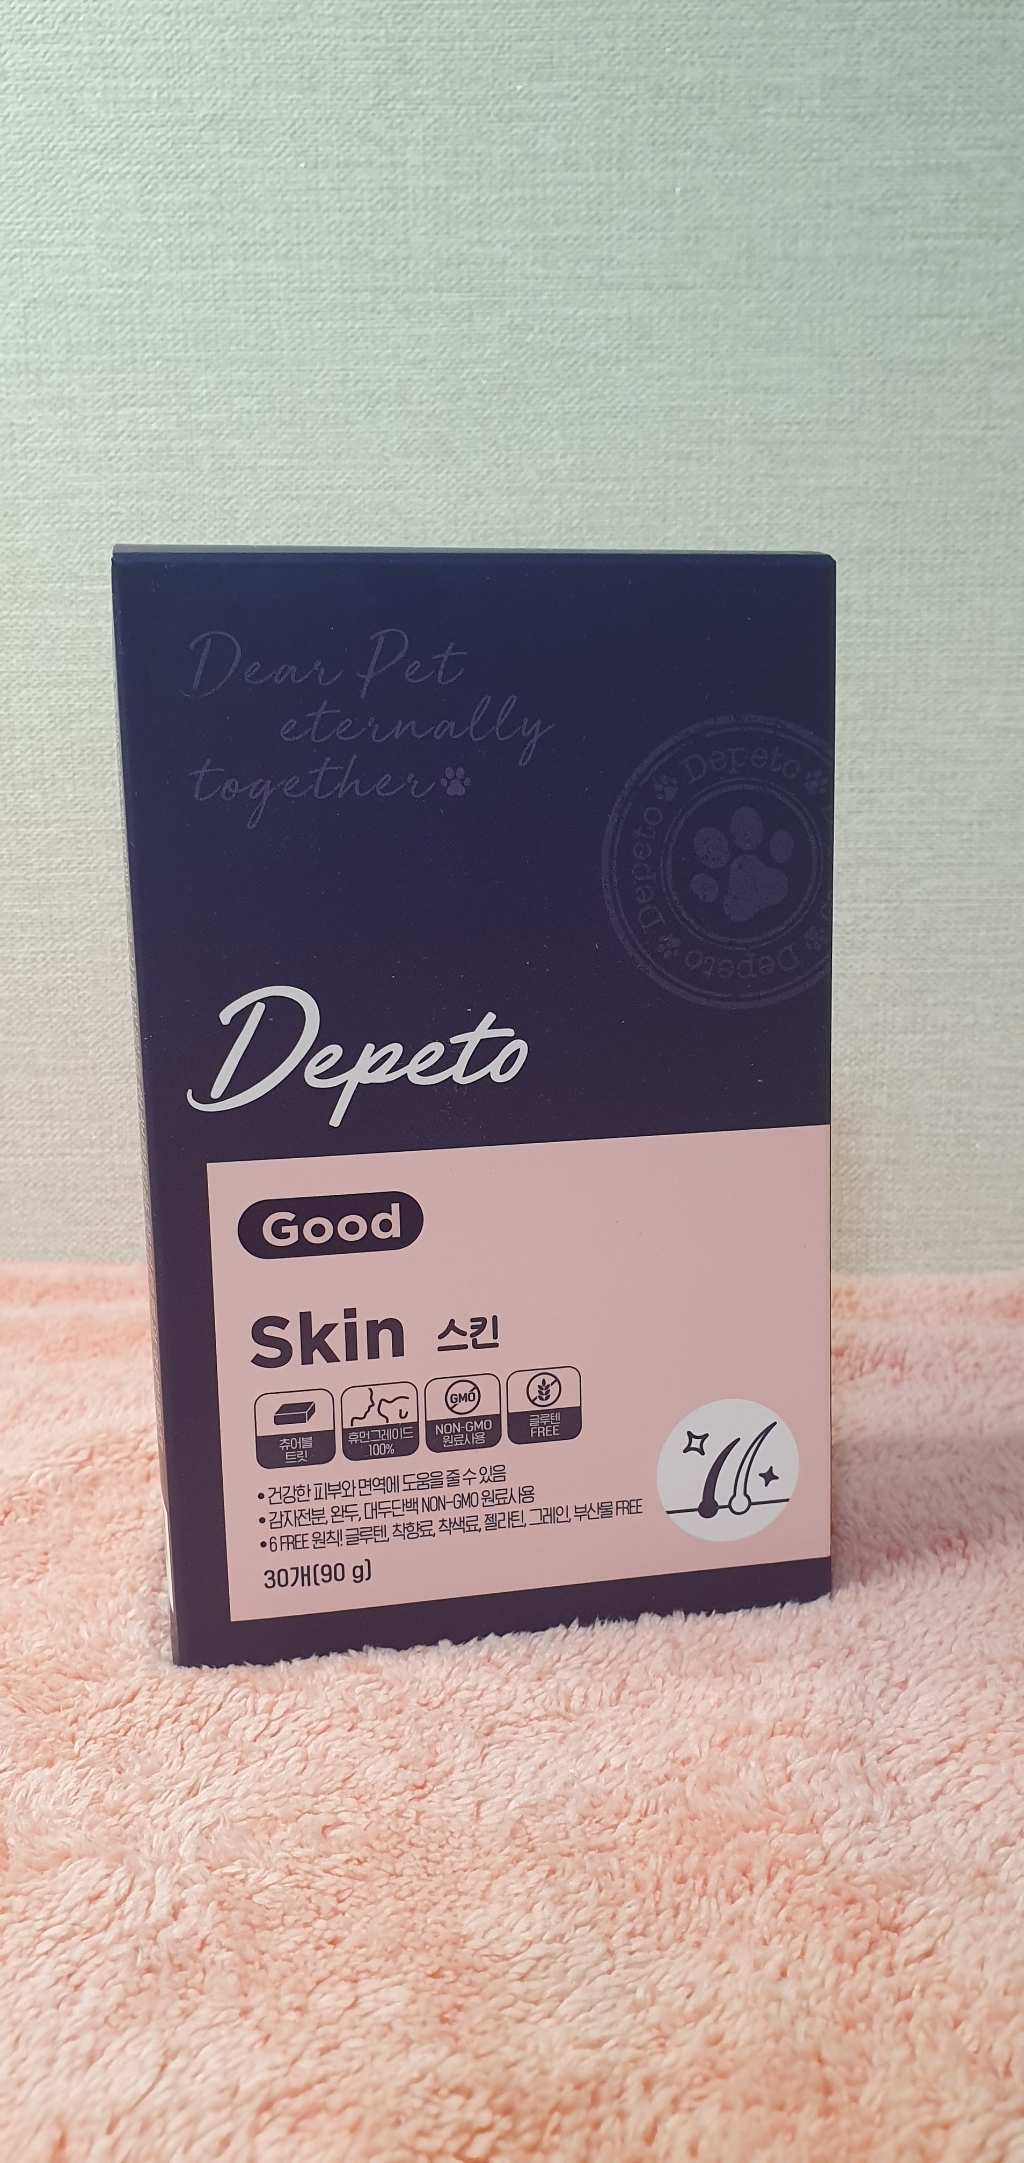 Dear Pet
eternally
together
Depeto
Depeto
Depeto
Depeto
Good
Skin 스킨
츄어블
트릿
휴먼그레이드
100%
GMO
NON-GMO
원료사용
글루텐
FREE
• 건강한 피부와 면역에 도움을 줄 수 있음
• 감자전분, 완두, 대두단백 NON-GMO 원료사용
• 6 FREE 원칙! 글루텐, 착향료, 착색료, 젤라틴, 그레인, 부산물 FREE
30개(90 g)